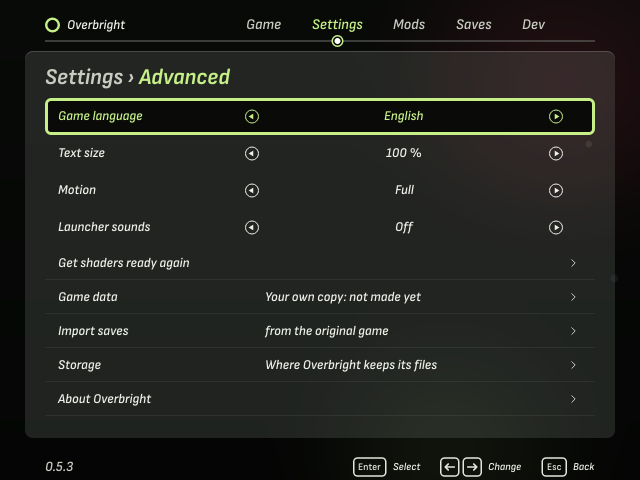 Overbright Game Settings Mods Saves Dev
Settings › Advanced
Game language English
Text size 100 %
Motion Full
Launcher sounds Off
Get shaders ready again
Game data Your own copy: not made yet
Import saves from the original game
Storage Where Overbright keeps its files
About Overbright
0.5.3 Enter Select Change Esc Back